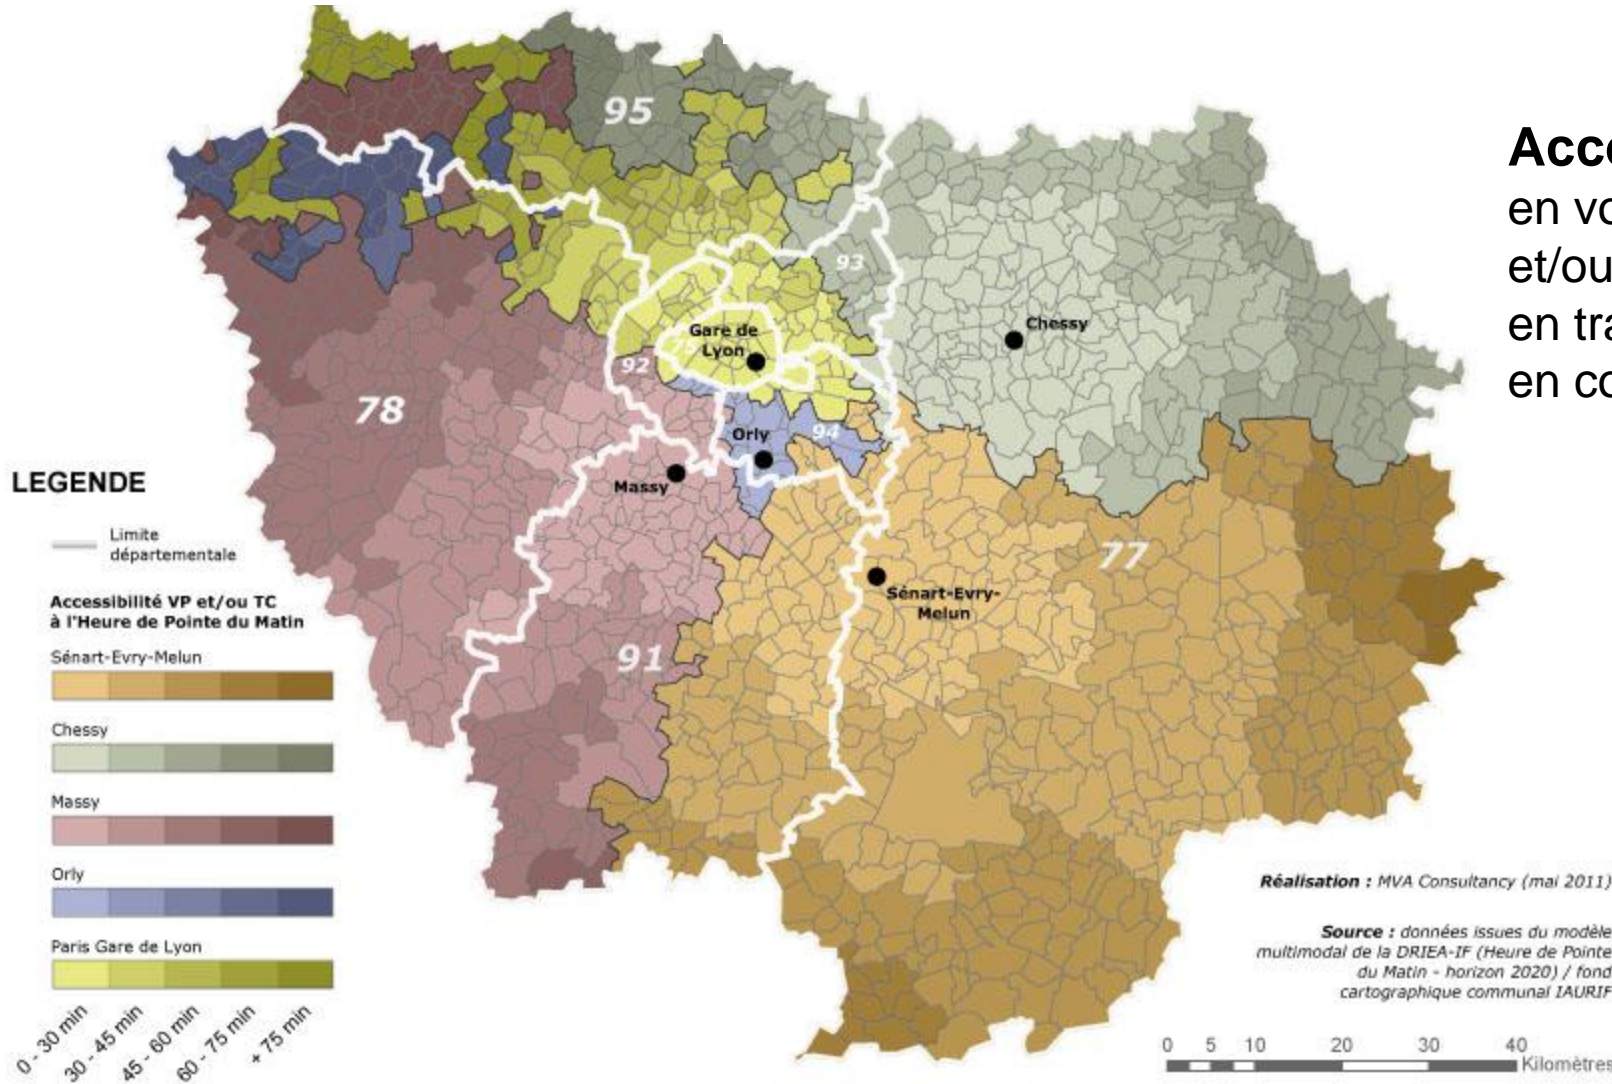 95
93
Chessy
Gare de
Lyon
92
78
Orly
94
Massy
77
Sénart-Evry-
Melun
91
LEGENDE
Limite
départementale
Accessibilité VP et/ou TC
à l'Heure de Pointe du Matin
Sénart-Evry-Melun
Chessy
Massy
Orly
Paris Gare de Lyon
0 - 30 min
30 - 45 min
45 - 60 min
60 - 75 min
+ 75 min
Acc
en vo
et/ou
en tra
en co
Réalisation : MVA Consultancy (mai 2011)
Source : données issues du modèle
multimodal de la DRIEA-IF (Heure de Pointe
du Matin - horizon 2020) / fond
cartographique communal IAURIF
0 5 10 20 30 40
Kilomètres